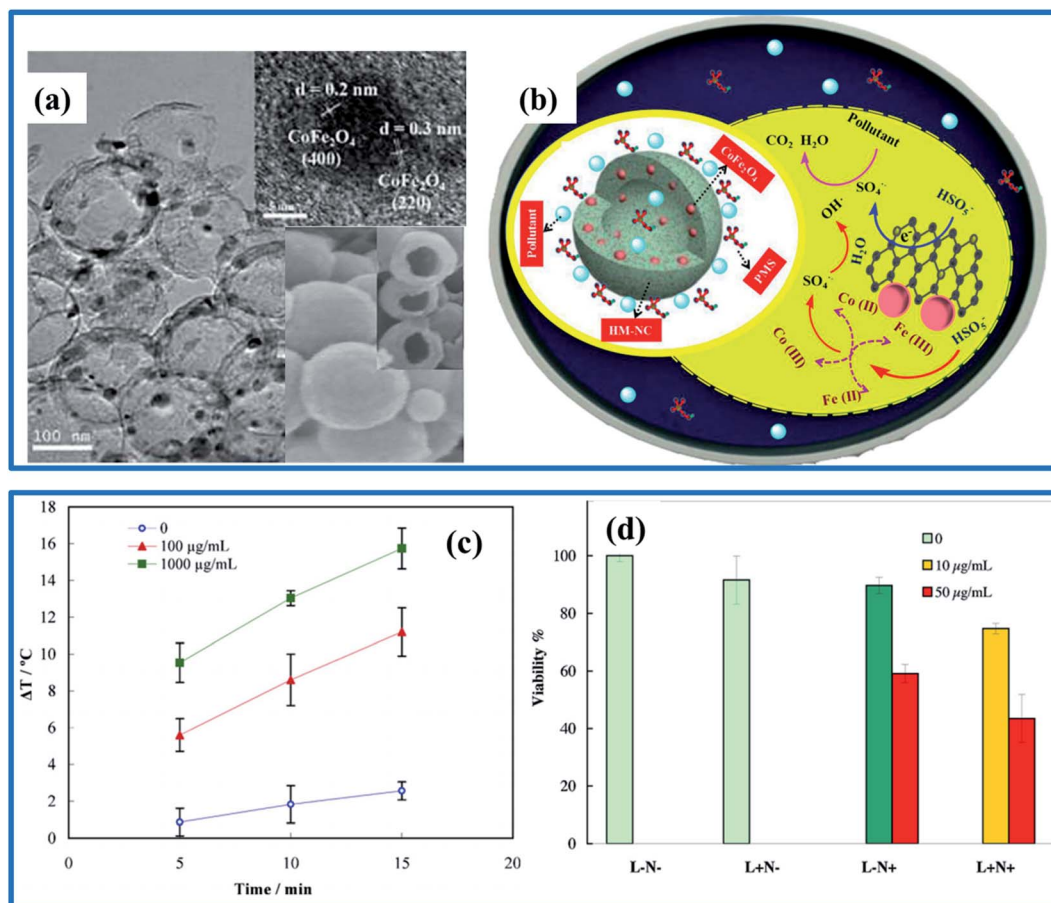 (a)
d = 0.2 nm
CoFe₂O₄
(400)
d = 0.3 nm
CoFe₂O₄
(220)
5 nm
100 nm
(b)
Pollutant
CO₂ H₂O
SO₄·⁻
HSO₅⁻
OH·
e⁻
H₂O
SO₄·⁻
Co (II)
Fe (III)
HSO₅⁻
Co (III)
Fe (II)
CoFe₂O₄
Pollutant
PMS
HM-NC
(c)
0
100 µg/mL
1000 µg/mL
18
16
14
12
10
8
6
4
2
0
ΔT / ºC
0
5
10
15
20
Time / min
(d)
0
10 µg/mL
50 µg/mL
100
80
60
40
20
0
Viability %
L-N-
L+N-
L-N+
L+N+